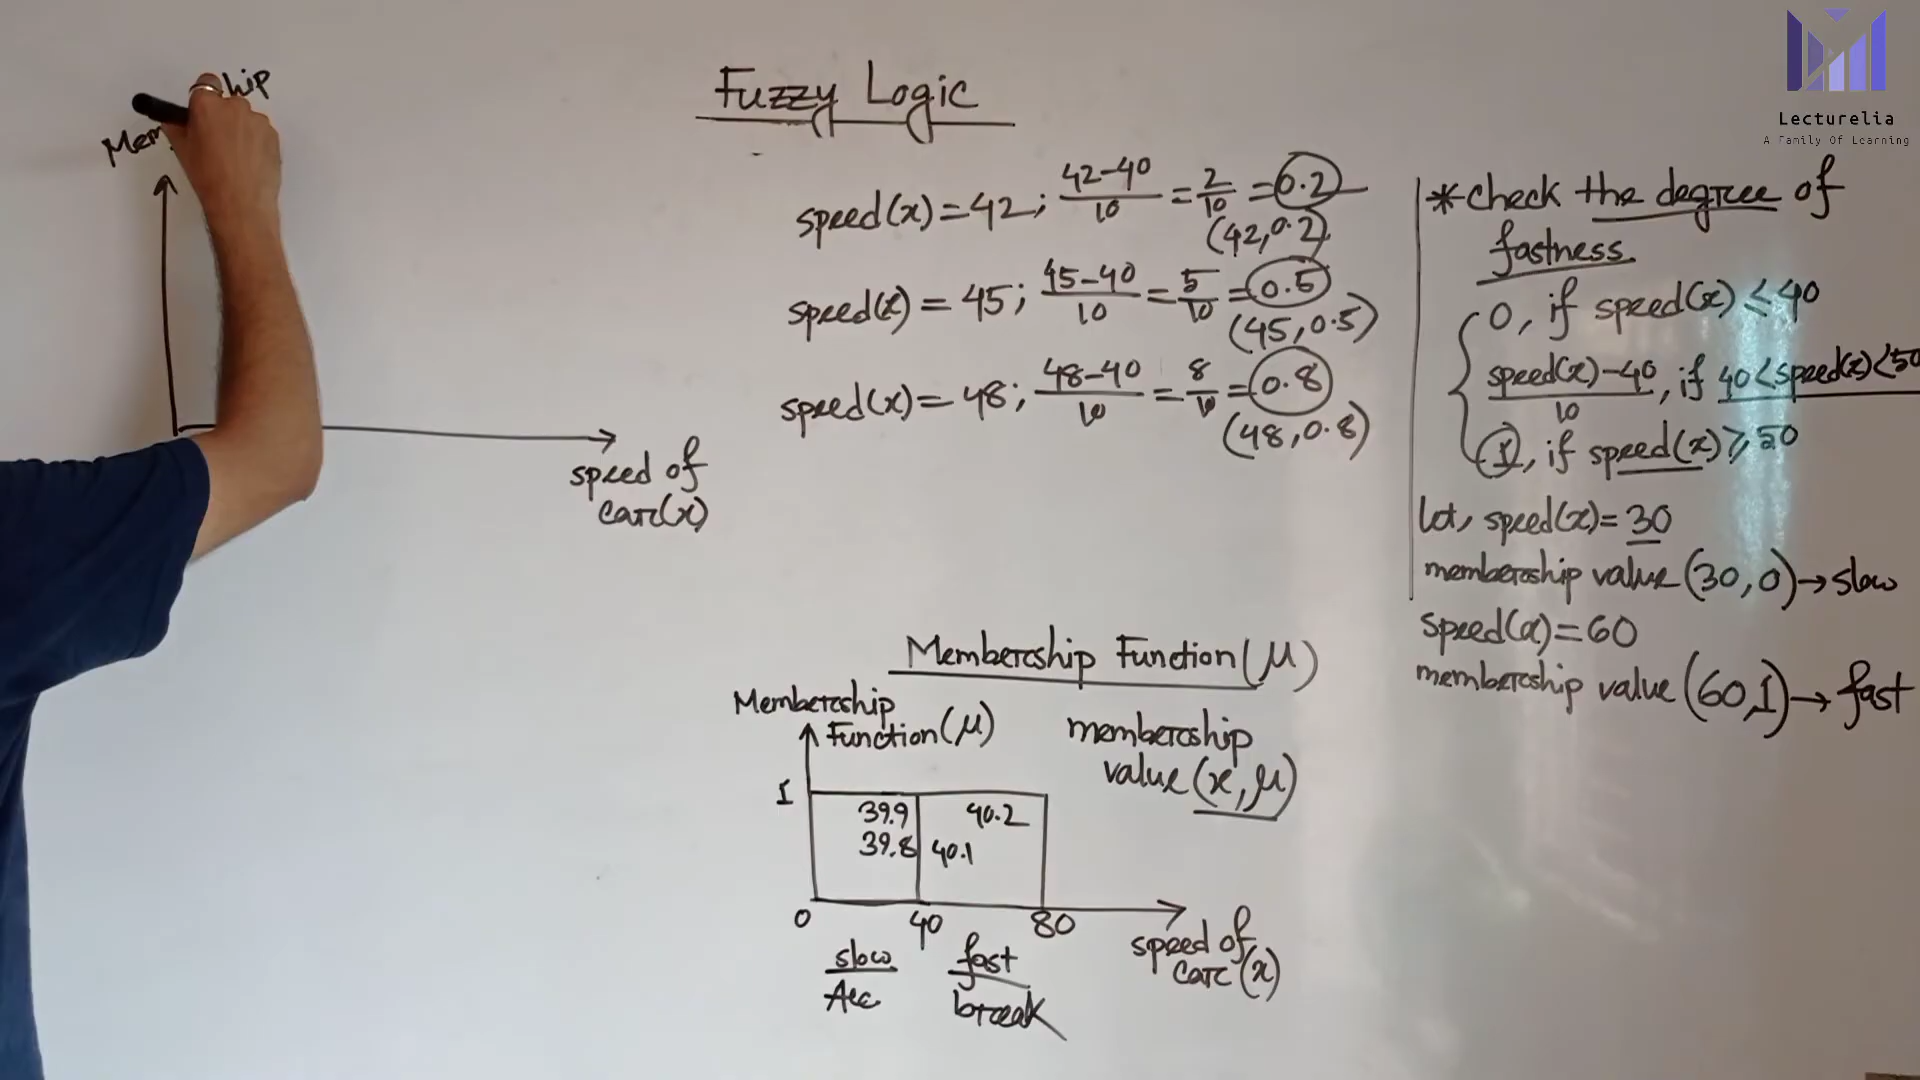 Fuzzy Logic
Mem ship
speed of
car(x)
speed(x) = 42; 42-40/10 = 2/10 = 0.2
(42,0.2)
speed(x) = 45; 45-40/10 = 5/10 = 0.5
(45,0.5)
speed(x) = 48; 48-40/10 = 8/10 = 0.8
(48,0.8)
Membership Function(μ)
Membership
Function(μ)
membership
value (x,μ)
1
39.9 40.2
39.8 40.1
0 40 80
slow fast
Acc break
speed of
car (x)
Lecturelia
A Family Of Learning
*check the degree of
fastness.
0, if speed(x) ≤ 40
speed(x)-40/10, if 40<speed(x)<50
1, if speed(x) ≥ 50
let, speed(x)= 30
membership value (30,0)→slow
speed(x)=60
membership value (60,1)→ fast